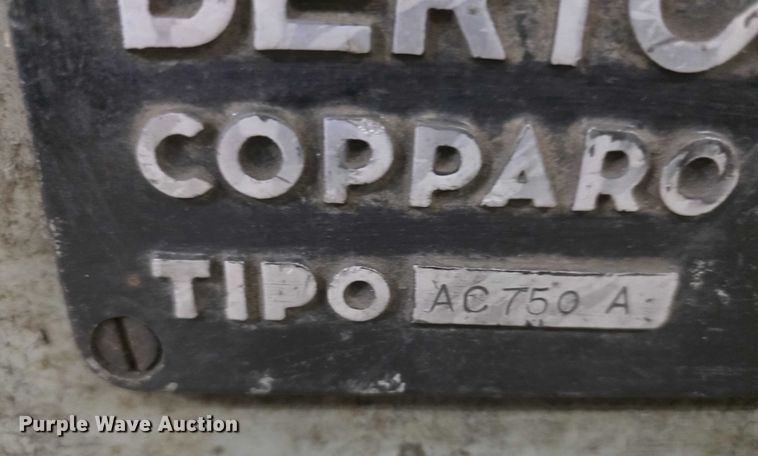 COPPARO
TIPO AC750 A
Purple Wave Auction